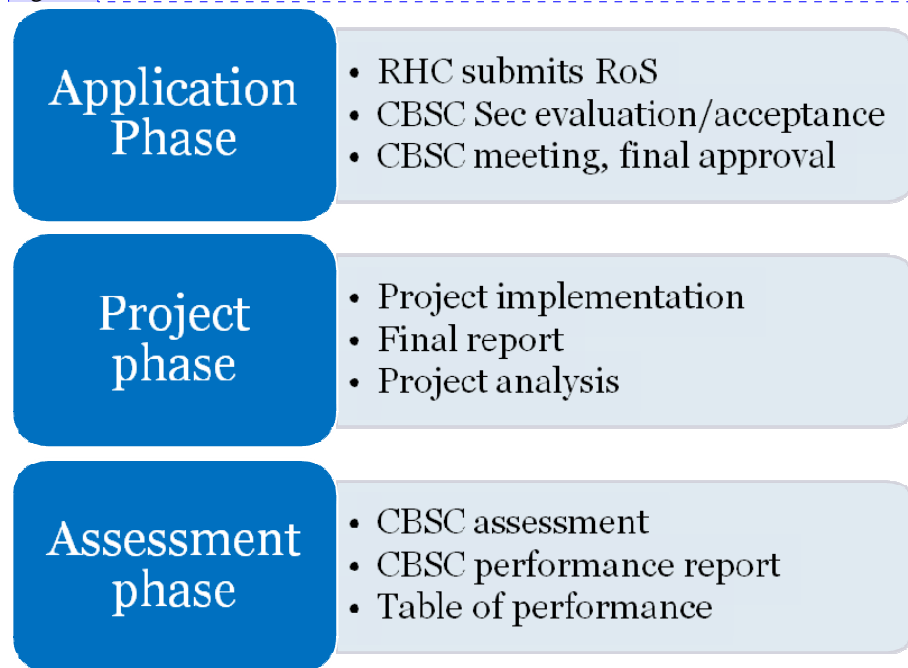 Application
Phase
• RHC submits RoS
• CBSC Sec evaluation/acceptance
• CBSC meeting, final approval
Project
phase
• Project implementation
• Final report
• Project analysis
Assessment
phase
• CBSC assessment
• CBSC performance report
• Table of performance